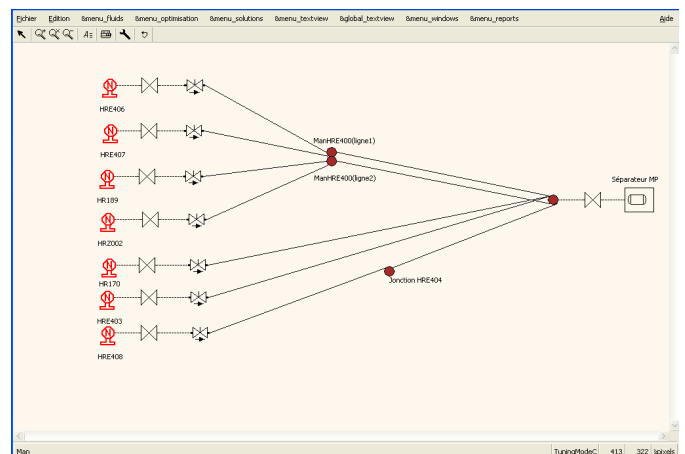 Fichier Edition &menu_fluids &menu_optimisation &menu_solutions &menu_textview &global_textview &menu_windows &menu_reports Aide
HRE406
HRE407
ManHRE400(ligne1)
ManHRE400(ligne2)
Séparateur MP
HR189
HRZ002
HR170
Jonction HRE404
HRE403
HRE408
Man TuningModeC 413 322